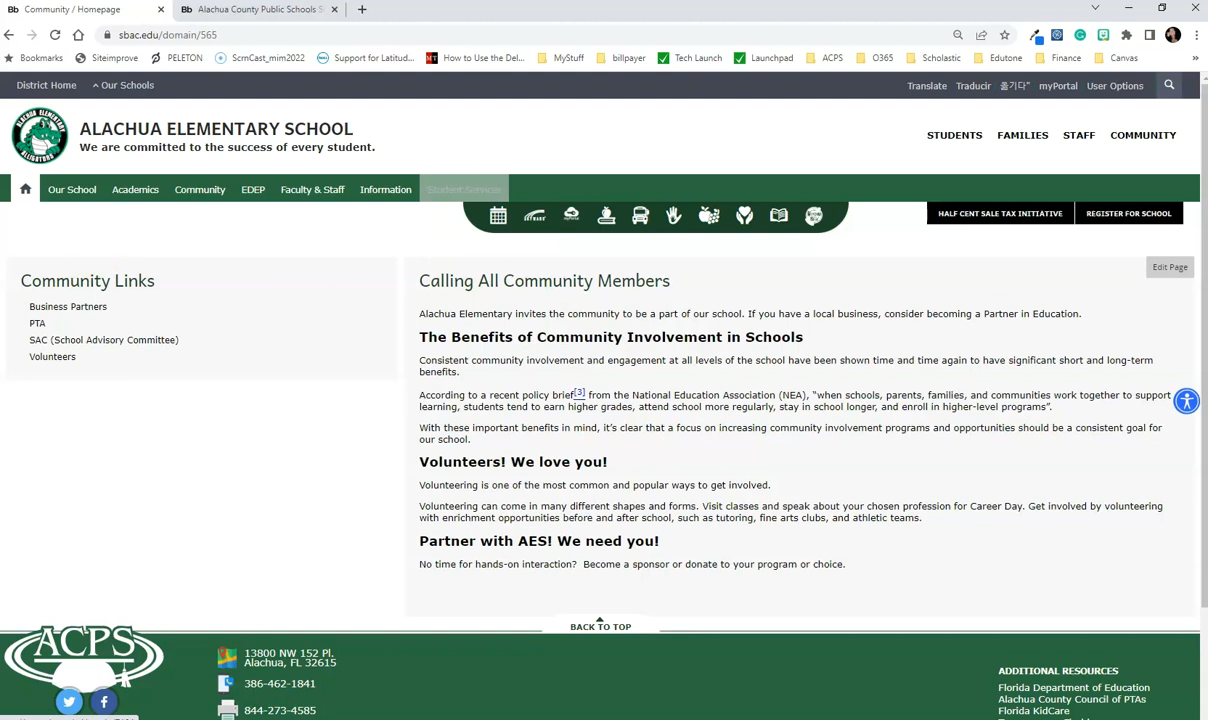 Bb Community / Homepage ×
Bb Alachua County Public Schools S × +
sbac.edu/domain/565
Bookmarks Siteimprove PELETON ScrnCast_mim2022 Support for Latitud... MT How to Use the Del... MyStuff billpayer Tech Launch Launchpad ACPS O365 Scholastic Edutone Finance Canvas »
District Home Our Schools Translate Traducir 옮기다" myPortal User Options
ALACHUA ELEMENTARY SCHOOL
We are committed to the success of every student.
STUDENTS FAMILIES STAFF COMMUNITY
Our School Academics Community EDEP Faculty & Staff Information Student Services
HALF CENT SALE TAX INITIATIVE REGISTER FOR SCHOOL
Community Links
Business Partners
PTA
SAC (School Advisory Committee)
Volunteers
Edit Page
Calling All Community Members
Alachua Elementary invites the community to be a part of our school. If you have a local business, consider becoming a Partner in Education.
The Benefits of Community Involvement in Schools
Consistent community involvement and engagement at all levels of the school have been shown time and time again to have significant short and long-term
benefits.
According to a recent policy brief[3] from the National Education Association (NEA), “when schools, parents, families, and communities work together to support
learning, students tend to earn higher grades, attend school more regularly, stay in school longer, and enroll in higher-level programs”.
With these important benefits in mind, it’s clear that a focus on increasing community involvement programs and opportunities should be a consistent goal for
our school.
Volunteers! We love you!
Volunteering is one of the most common and popular ways to get involved.
Volunteering can come in many different shapes and forms. Visit classes and speak about your chosen profession for Career Day. Get involved by volunteering
with enrichment opportunities before and after school, such as tutoring, fine arts clubs, and athletic teams.
Partner with AES! We need you!
No time for hands-on interaction? Become a sponsor or donate to your program or choice.
BACK TO TOP
ACPS
13800 NW 152 Pl.
Alachua, FL 32615
386-462-1841
844-273-4585
ADDITIONAL RESOURCES
Florida Department of Education
Alachua County Council of PTAs
Florida KidCare